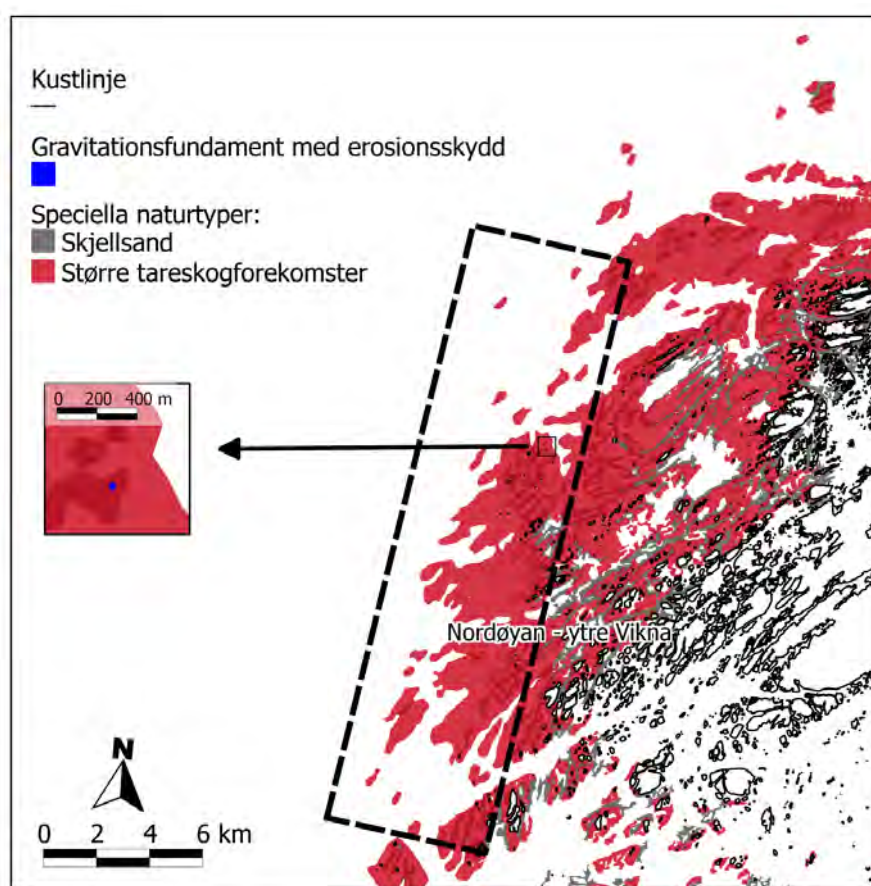 Kustlinje
Gravitationsfundament med erosionsskydd
Speciella naturtyper:
Skjellsand
Større tareskogforekomster
0 200 400 m
Nordøyan - ytre Vikna
N
0 2 4 6 km